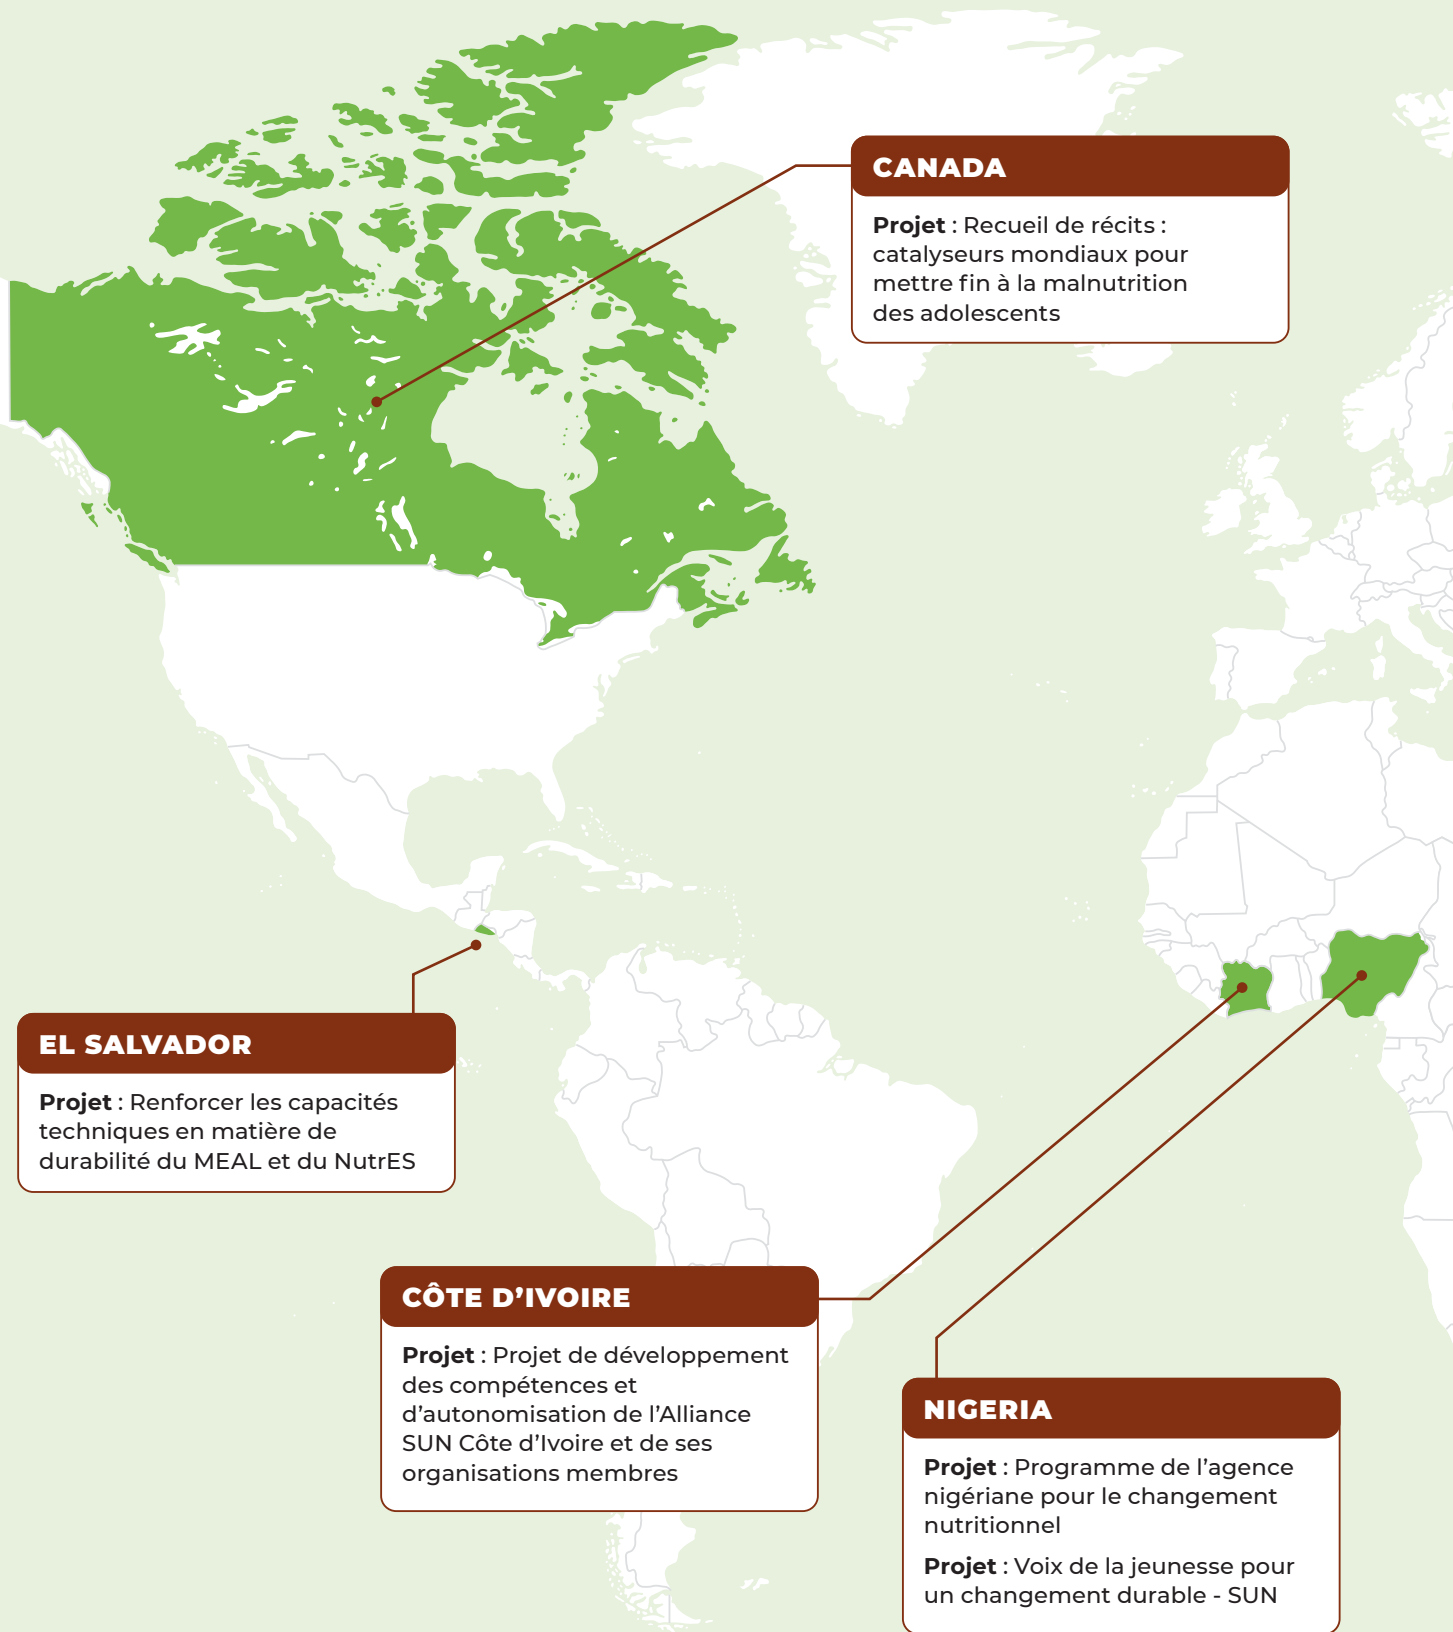 CANADA
Projet : Recueil de récits :
catalyseurs mondiaux pour
mettre fin à la malnutrition
des adolescents
EL SALVADOR
Projet : Renforcer les capacités
techniques en matière de
durabilité du MEAL et du NutrES
CÔTE D’IVOIRE
Projet : Projet de développement
des compétences et
d’autonomisation de l’Alliance
SUN Côte d’Ivoire et de ses
organisations membres
NIGERIA
Projet : Programme de l’agence
nigériane pour le changement
nutritionnel
Projet : Voix de la jeunesse pour
un changement durable - SUN